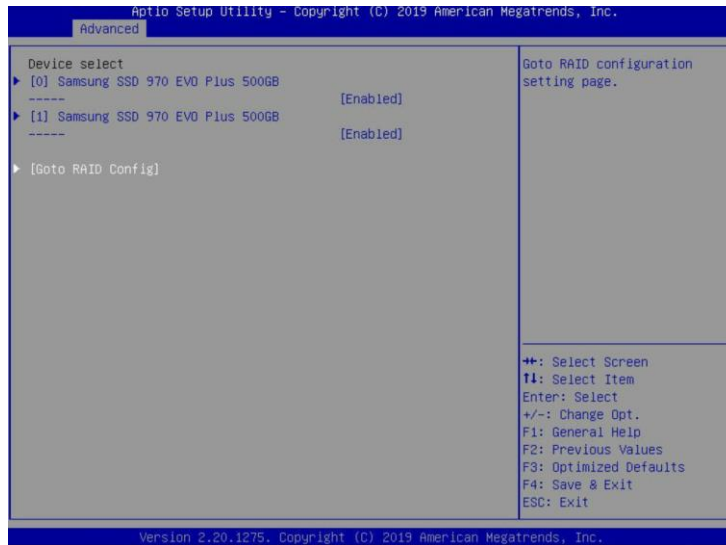 Aptio Setup Utility – Copyright (C) 2019 American Megatrends, Inc.
Advanced
Device select
[0] Samsung SSD 970 EVO Plus 500GB
----- [Enabled]
[1] Samsung SSD 970 EVO Plus 500GB
----- [Enabled]
[Goto RAID Config]
Goto RAID configuration
setting page.
→←: Select Screen
↑↓: Select Item
Enter: Select
+/-: Change Opt.
F1: General Help
F2: Previous Values
F3: Optimized Defaults
F4: Save & Exit
ESC: Exit
Version 2.20.1275. Copyright (C) 2019 American Megatrends, Inc.